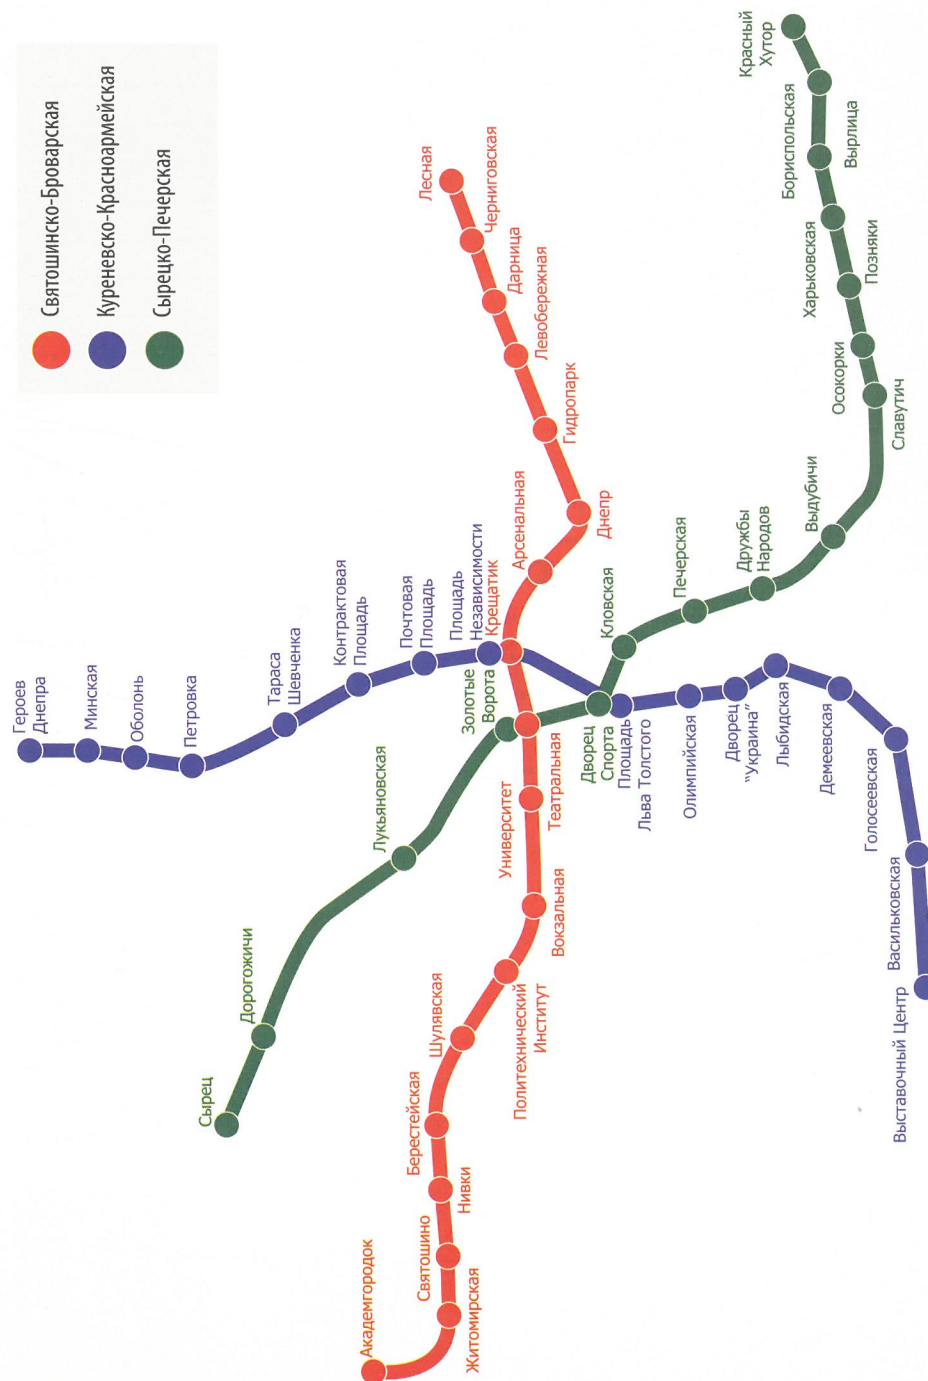 Святошинско-Броварская
Куреневско-Красноармейская
Сырецко-Печерская
Академгородок
Житомирская
Святошино
Нивки
Берестейская
Шулявская
Политехнический
Институт
Вокзальная
Университет
Театральная
Крещатик
Арсенальная
Днепр
Гидропарк
Левобережная
Дарница
Черниговская
Лесная
Героев
Днепра
Минская
Оболонь
Петровка
Тараса
Шевченка
Контрактовая
Площадь
Почтовая
Площадь
Площадь
Независимости
Площадь
Льва Толстого
Олимпийская
Дворец
"Украина"
Лыбидская
Демеевская
Голосеевская
Васильковская
Выставочный Центр
Сырец
Дорогожичи
Лукьяновская
Золотые
Ворота
Дворец
Спорта
Кловская
Печерская
Дружбы
Народов
Выдубичи
Славутич
Осокорки
Позняки
Харьковская
Вырлица
Бориспольская
Красный
Хутор